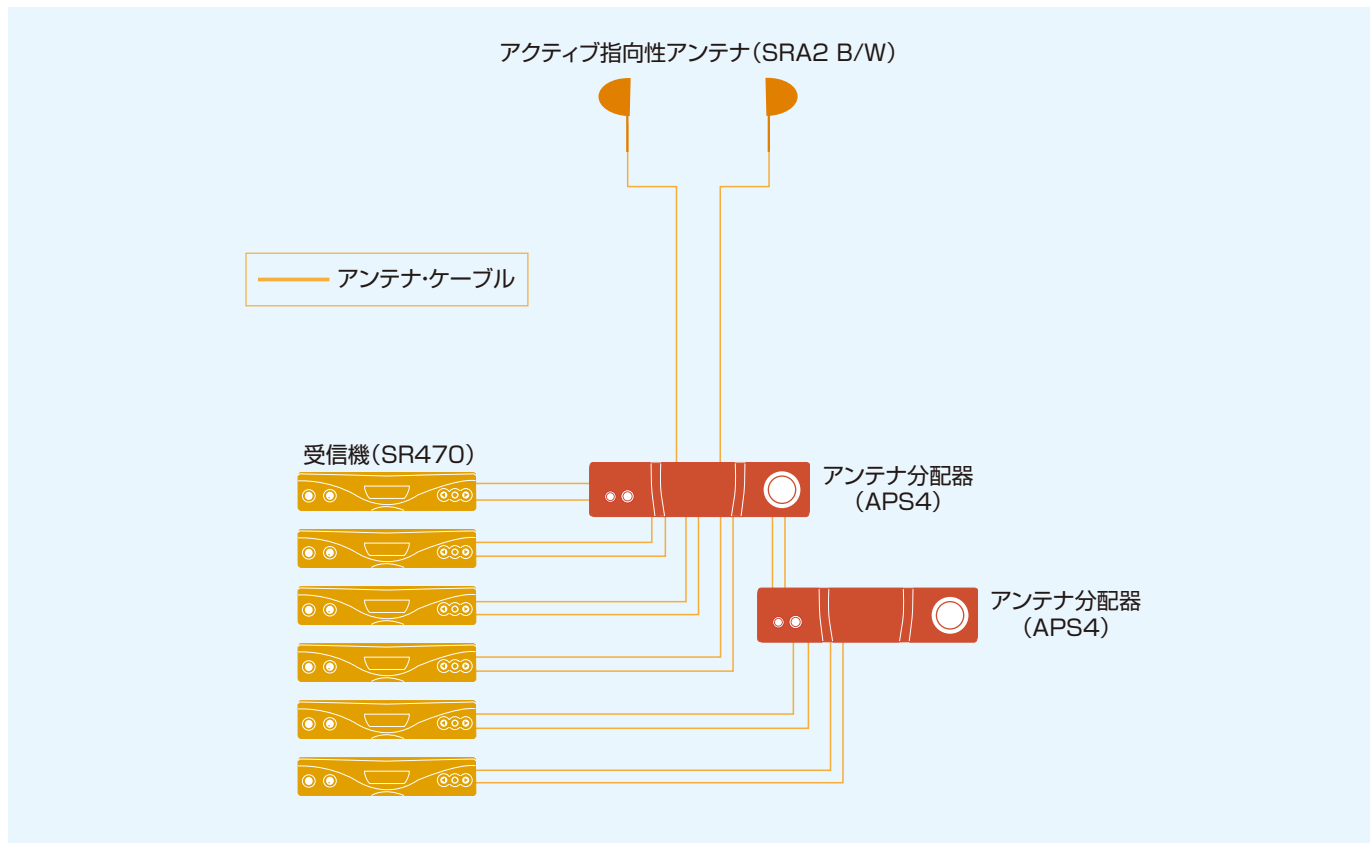 アクティブ指向性アンテナ(SRA2 B/W)
アンテナ・ケーブル
受信機(SR470)
アンテナ分配器
(APS4)
アンテナ分配器
(APS4)